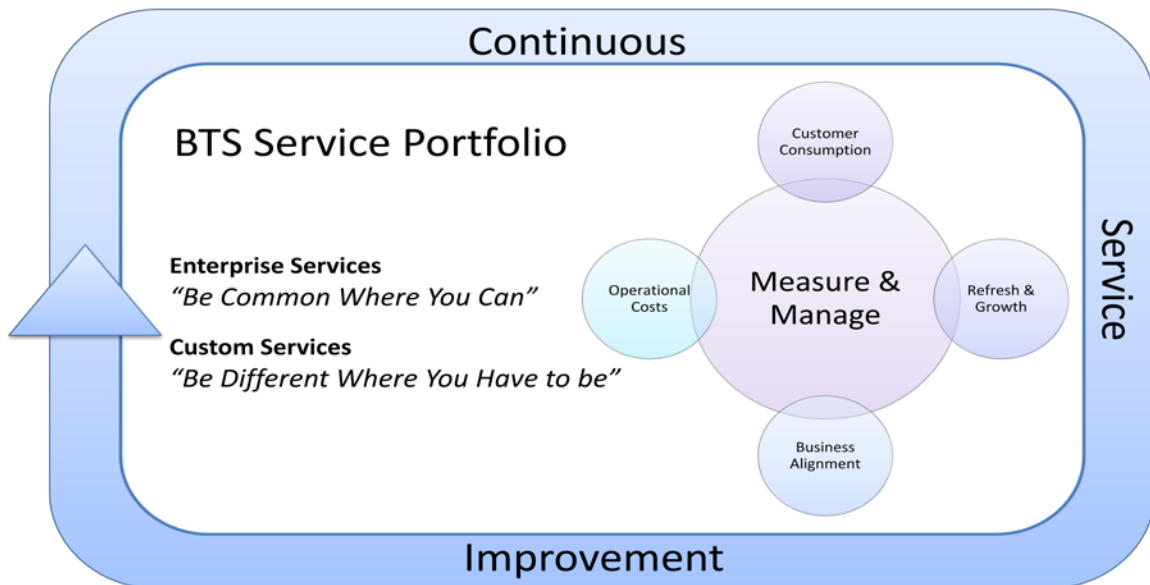 Continuous
BTS Service Portfolio
Enterprise Services
“Be Common Where You Can”
Custom Services
“Be Different Where You Have to be”
Customer
Consumption
Operational
Costs
Measure &
Manage
Refresh &
Growth
Business
Alignment
Service
Improvement